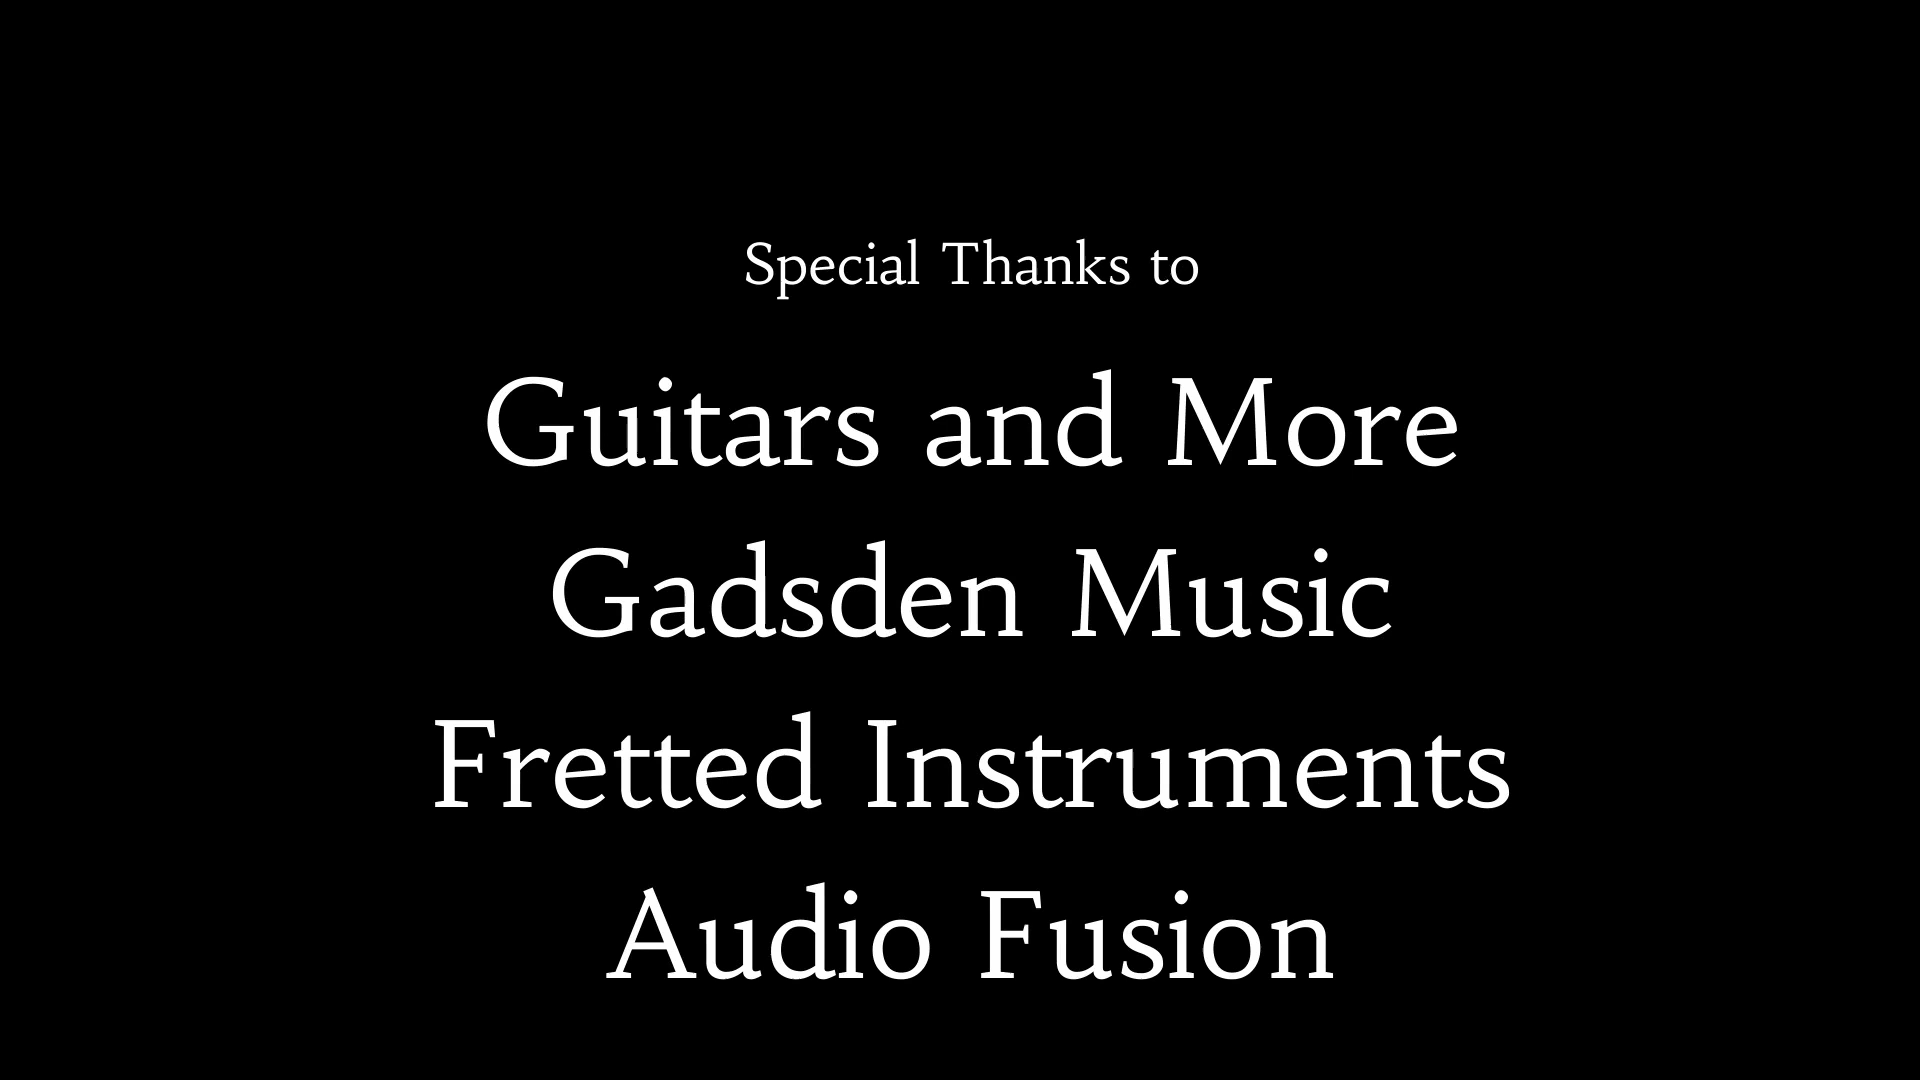 Special Thanks to
Guitars and More
Gadsden Music
Fretted Instruments
Audio Fusion